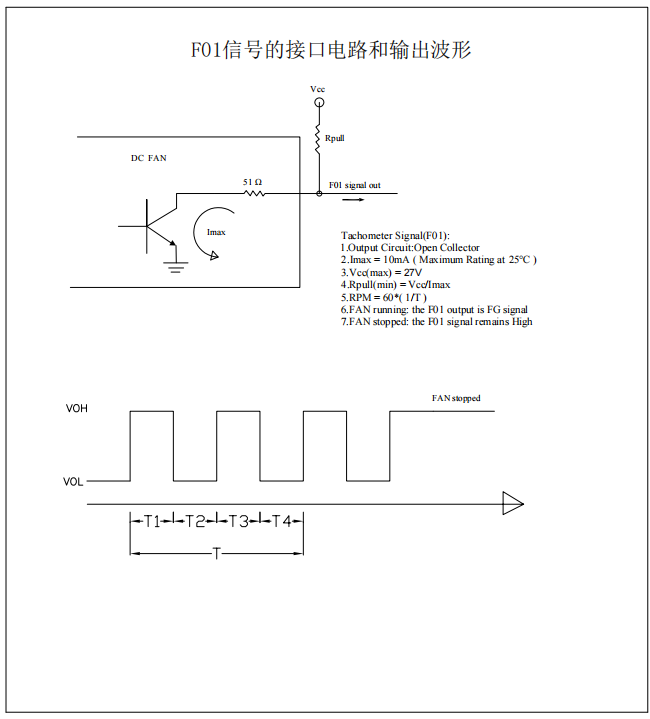 F01信号的接口电路和输出波形
Vcc
Rpull
DC FAN
51 Ω
F01 signal out
Imax
Tachometer Signal(F01):
1.Output Circuit:Open Collector
2.Imax = 10mA ( Maximum Rating at 25℃ )
3.Vcc(max) = 27V
4.Rpull(min) = Vcc/Imax
5.RPM = 60*( 1/T )
6.FAN running: the F01 output is FG signal
7.FAN stopped: the F01 signal remains High
FAN stopped
VOH
VOL
T1 T2 T3 T4
T